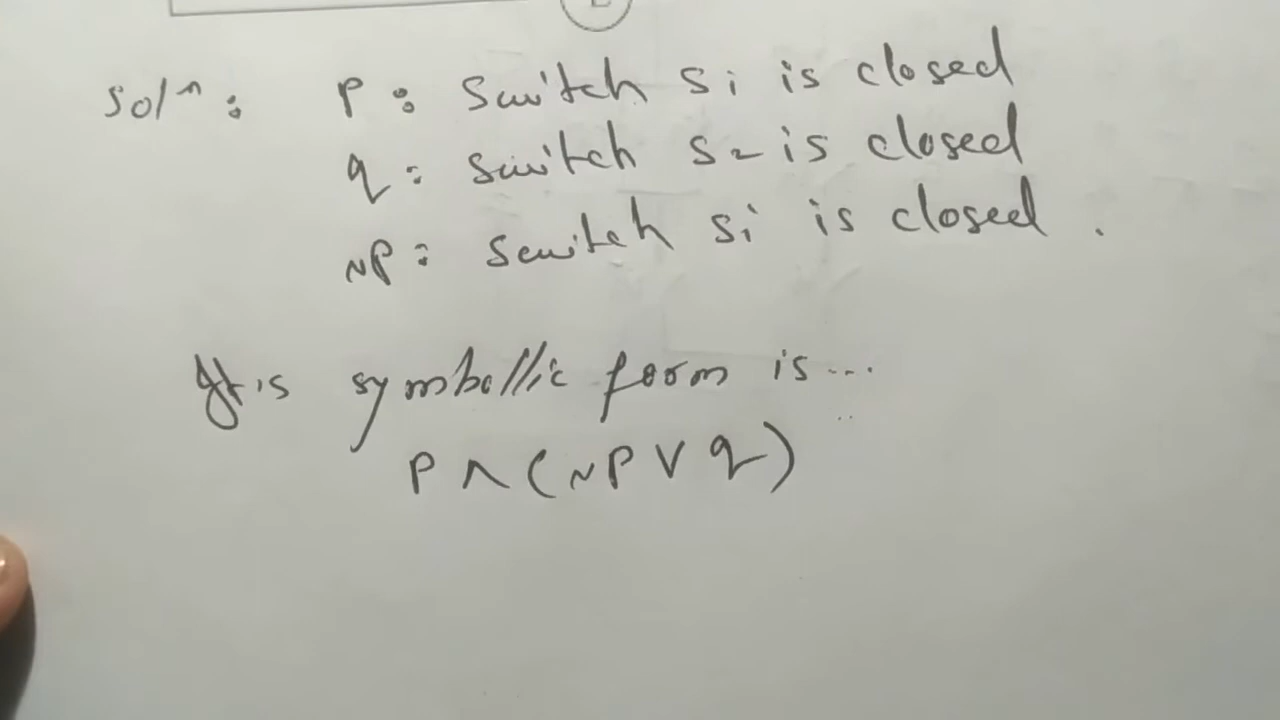 L
Solⁿ : P : Switch S1 is closed
q : Switch S2 is closed
~P : Switch S1' is closed .
It's symbollic form is ...
P ∧ (~P ∨ q)